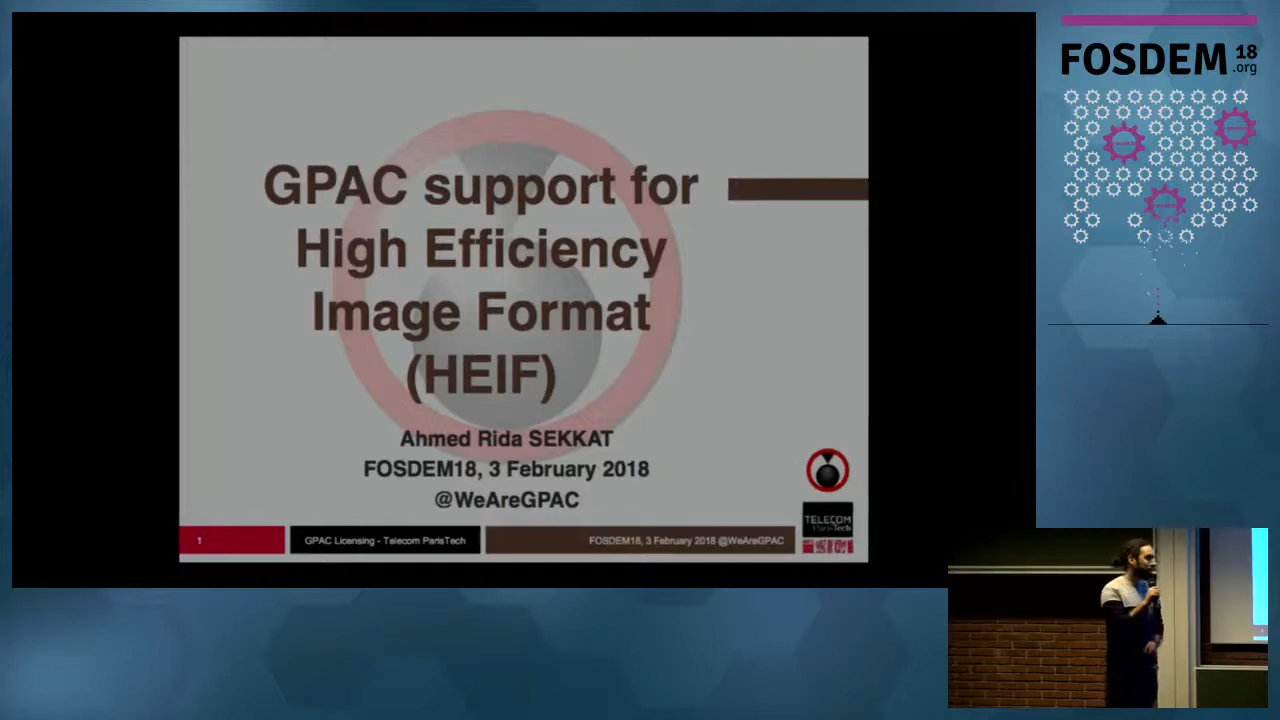 GPAC support for
High Efficiency
Image Format
(HEIF)
Ahmed Rida SEKKAT
FOSDEM18, 3 February 2018
@WeAreGPAC
TELECOM
ParisTech
1
GPAC Licensing - Telecom ParisTech
FOSDEM18, 3 February 2018 @WeAreGPAC
FOSDEM 18
.org